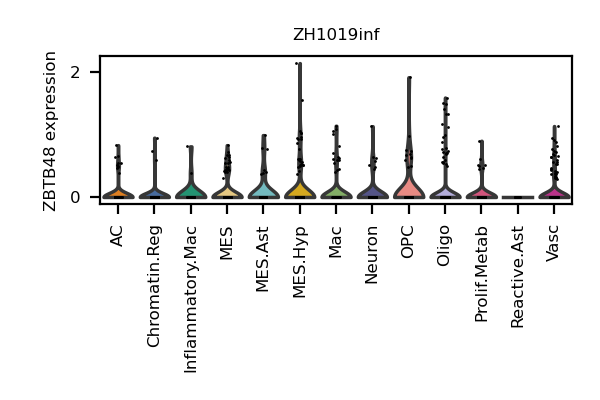 ZH1019inf
ZBTB48 expression
2
0
AC
Chromatin.Reg
Inflammatory.Mac
MES
MES.Ast
MES.Hyp
Mac
Neuron
OPC
Oligo
Prolif.Metab
Reactive.Ast
Vasc